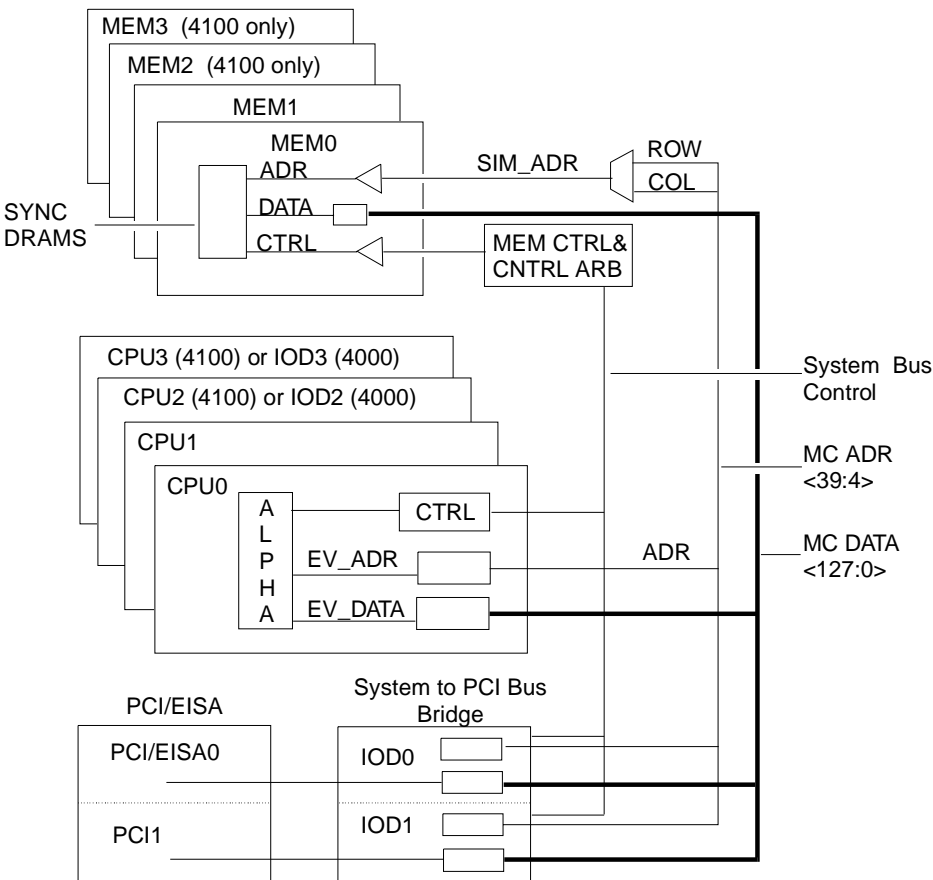 MEM3 (4100 only)
MEM2 (4100 only)
MEM1
MEM0
ADR
DATA
CTRL
SYNC
DRAMS
SIM_ADR
ROW
COL
MEM CTRL&
CNTRL ARB
System Bus
Control
MC ADR
<39:4>
MC DATA
<127:0>
CPU3 (4100) or IOD3 (4000)
CPU2 (4100) or IOD2 (4000)
CPU1
CPU0
A
L
P
H
A
CTRL
EV_ADR
EV_DATA
ADR
PCI/EISA
System to PCI Bus
Bridge
PCI/EISA0
IOD0
PCI1
IOD1